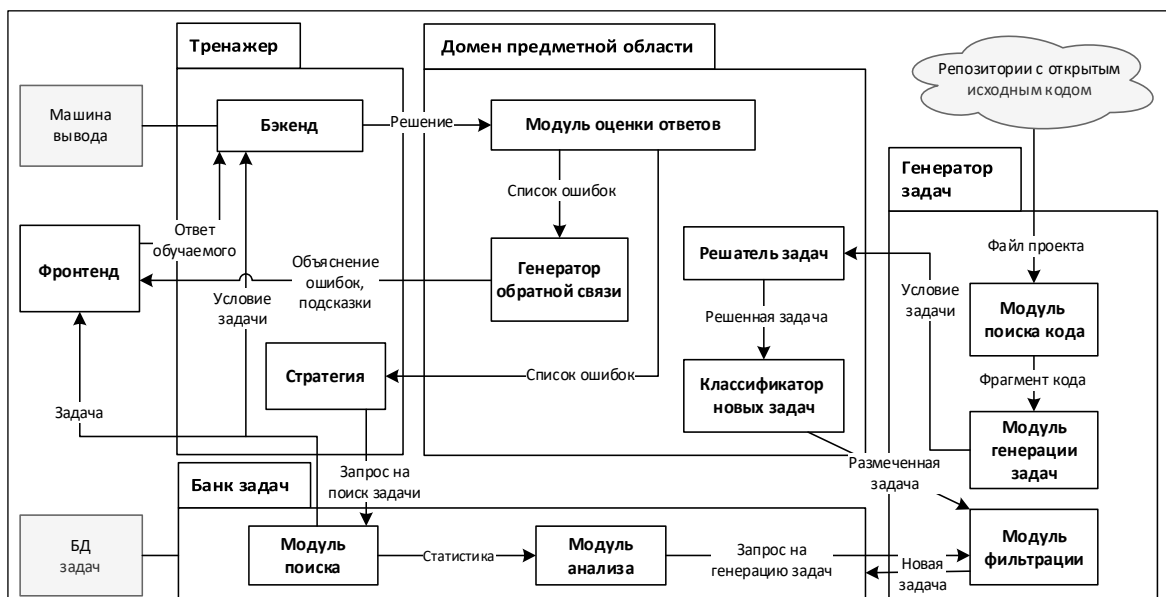 Тренажер
Домен предметной области
Репозитории с открытым
исходным кодом
Машина
вывода
Бэкенд
Решение
Модуль оценки ответов
Генератор
задач
Список ошибок
Ответ
обучаемого
Фронтенд
Объяснение
ошибок,
подсказки
Генератор
обратной связи
Решатель задач
Файл проекта
Условие
задачи
Условие
задачи
Модуль
поиска кода
Решенная задача
Стратегия
Список ошибок
Классификатор
новых задач
Фрагмент кода
Задача
Модуль
генерации
задач
Запрос на
поиск задачи
Размеченная
задача
Банк задач
БД
задач
Модуль
поиска
Статистика
Модуль
анализа
Запрос на
генерацию задач
Новая
задача
Модуль
фильтрации